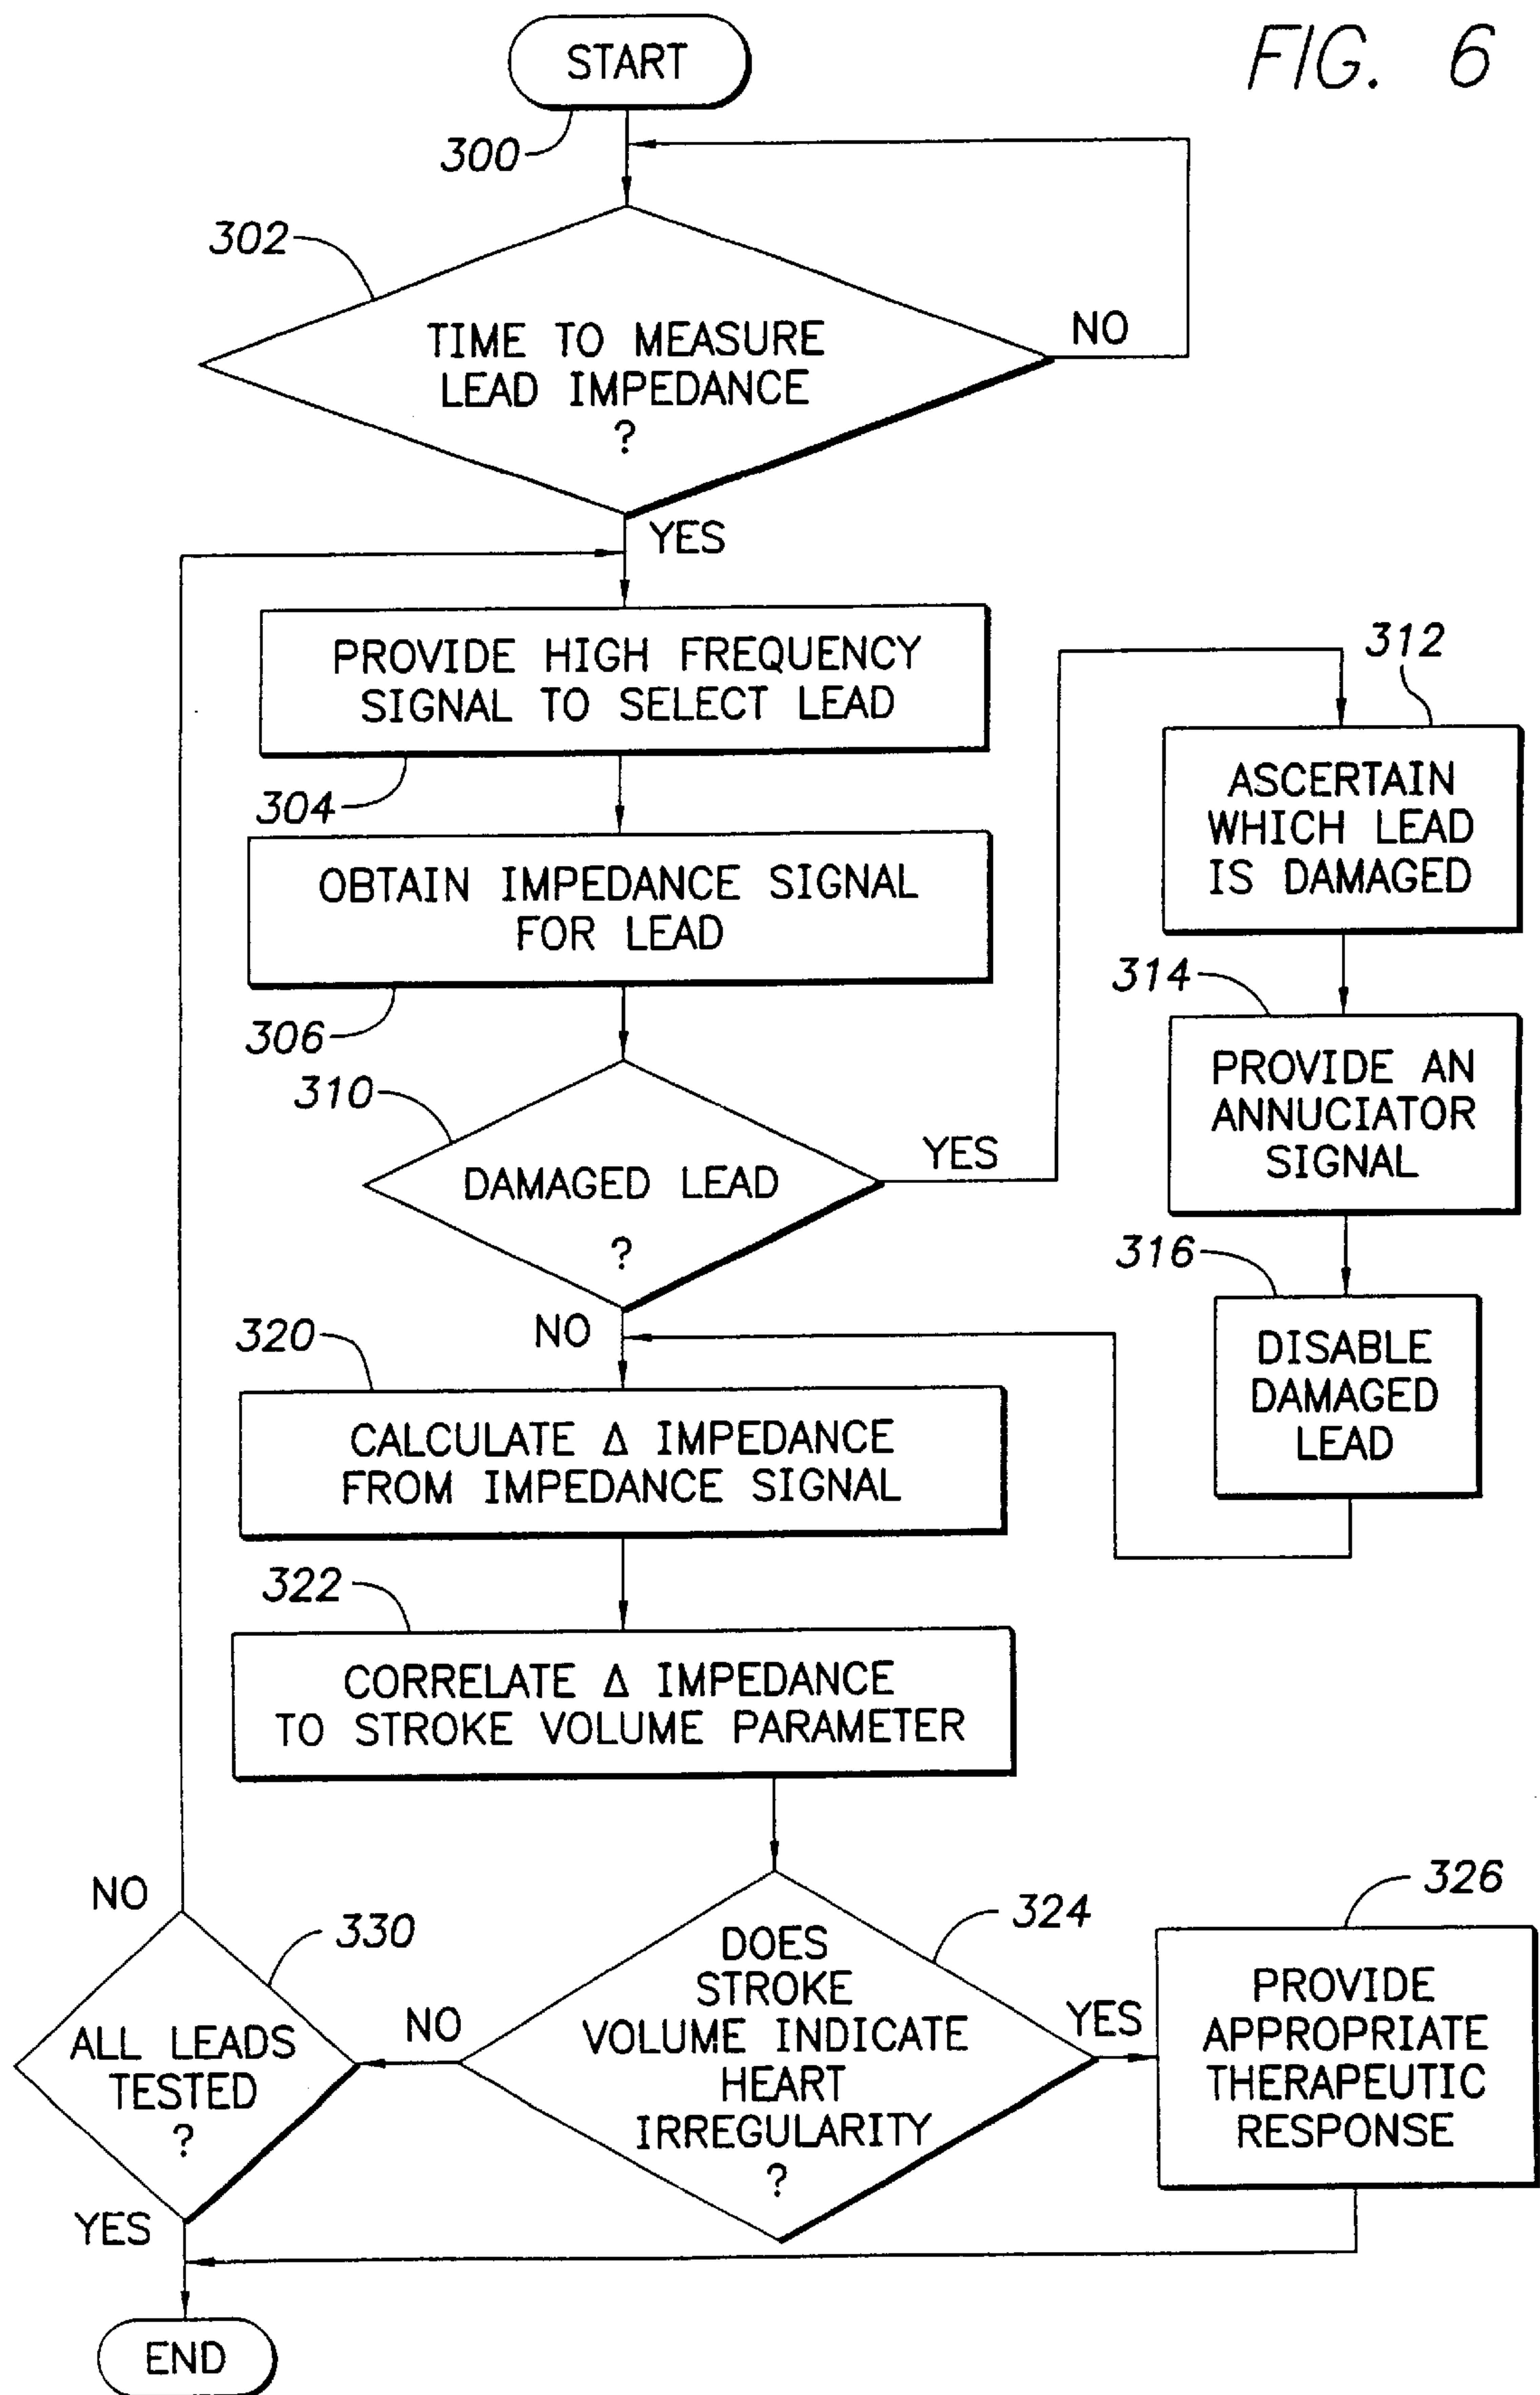 FIG. 6
START
300
302
TIME TO MEASURE
LEAD IMPEDANCE
?
NO
YES
PROVIDE HIGH FREQUENCY
SIGNAL TO SELECT LEAD
304
OBTAIN IMPEDANCE SIGNAL
FOR LEAD
306
310
DAMAGED LEAD
?
YES
NO
312
ASCERTAIN
WHICH LEAD
IS DAMAGED
314
PROVIDE AN
ANNUCIATOR
SIGNAL
316
DISABLE
DAMAGED
LEAD
320
CALCULATE Δ IMPEDANCE
FROM IMPEDANCE SIGNAL
322
CORRELATE Δ IMPEDANCE
TO STROKE VOLUME PARAMETER
324
DOES
STROKE
VOLUME INDICATE
HEART
IRREGULARITY
?
YES
NO
326
PROVIDE
APPROPRIATE
THERAPEUTIC
RESPONSE
330
ALL LEADS
TESTED
?
NO
YES
END